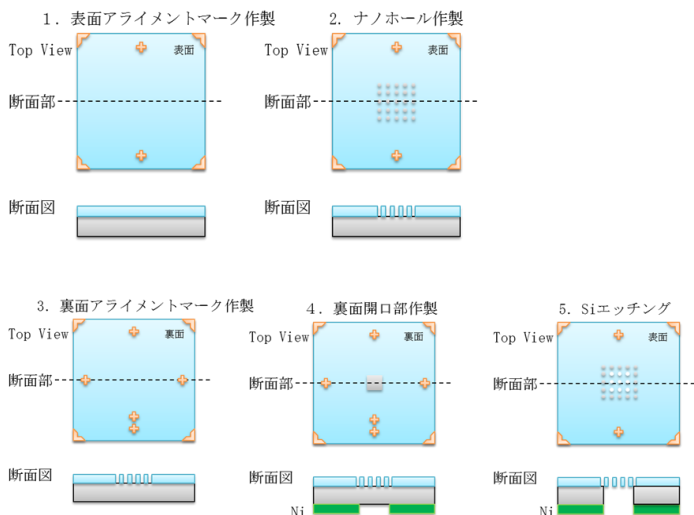 1. 表面アライメントマーク作製
Top View
表面
断面部
断面図
2. ナノホール作製
Top View
表面
断面部
断面図
3. 裏面アライメントマーク作製
Top View
裏面
断面部
断面図
4. 裏面開口部作製
Top View
裏面
断面部
断面図
Ni
5. Siエッチング
Top View
表面
断面部
断面図
Ni